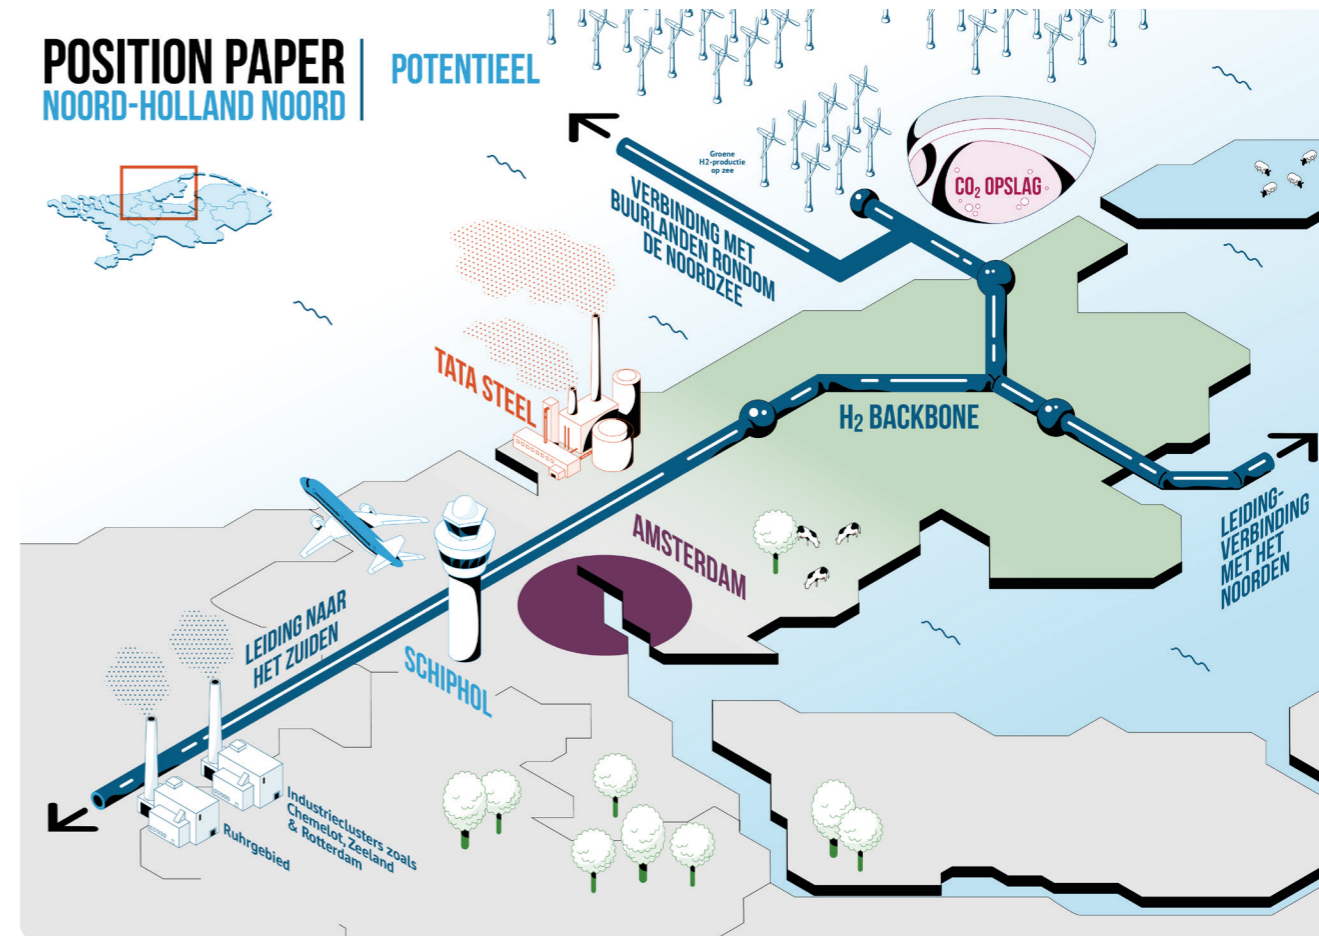 POSITION PAPER
NOORD-HOLLAND NOORD
POTENTIEEL
Groene
H2-productie
op zee
CO₂ OPSLAG
VERBINDING MET
BUURLANDEN RONDOM
DE NOORDZEE
TATA STEEL
H₂ BACKBONE
LEIDING-
VERBINDING
MET HET
NOORDEN
AMSTERDAM
LEIDING NAAR
HET ZUIDEN
SCHIPHOL
Industrieclusters zoals
Chemelot, Zeeland
& Rotterdam
Ruhrgebied